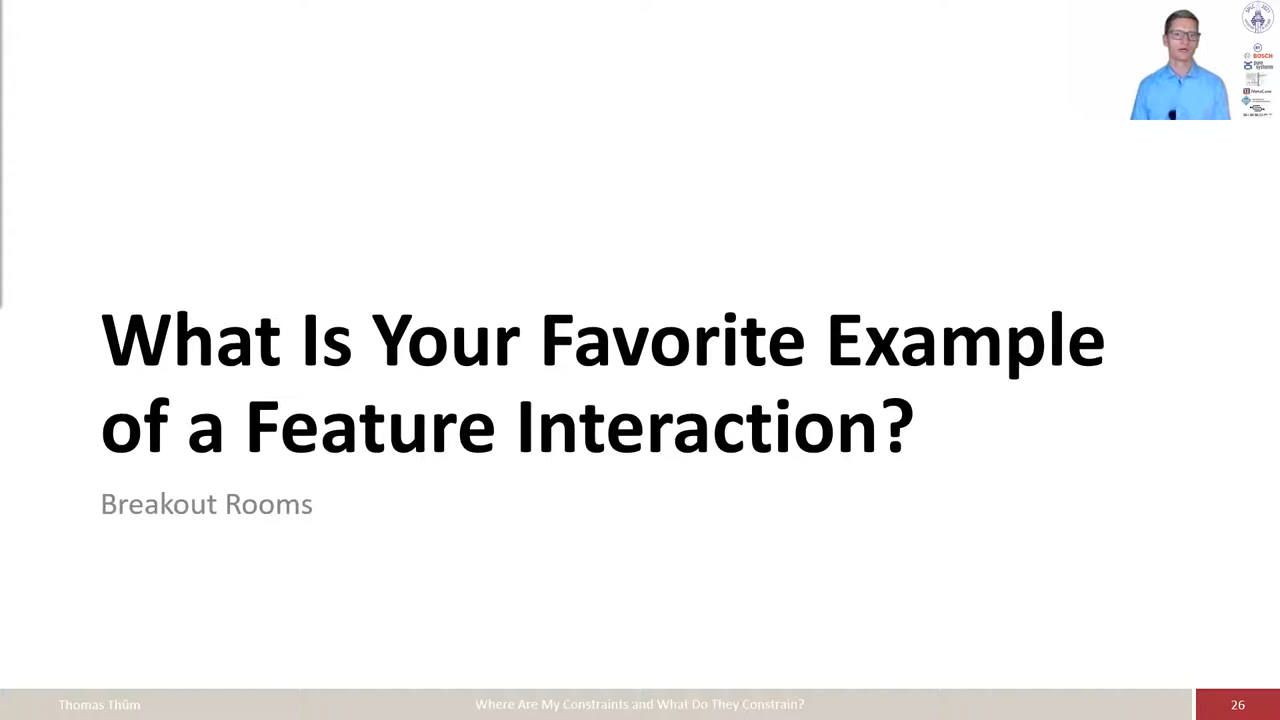 BOSCH
What Is Your Favorite Example
of a Feature Interaction?
Breakout Rooms
Thomas Thüm
Where Are My Constraints and What Do They Constrain?
26